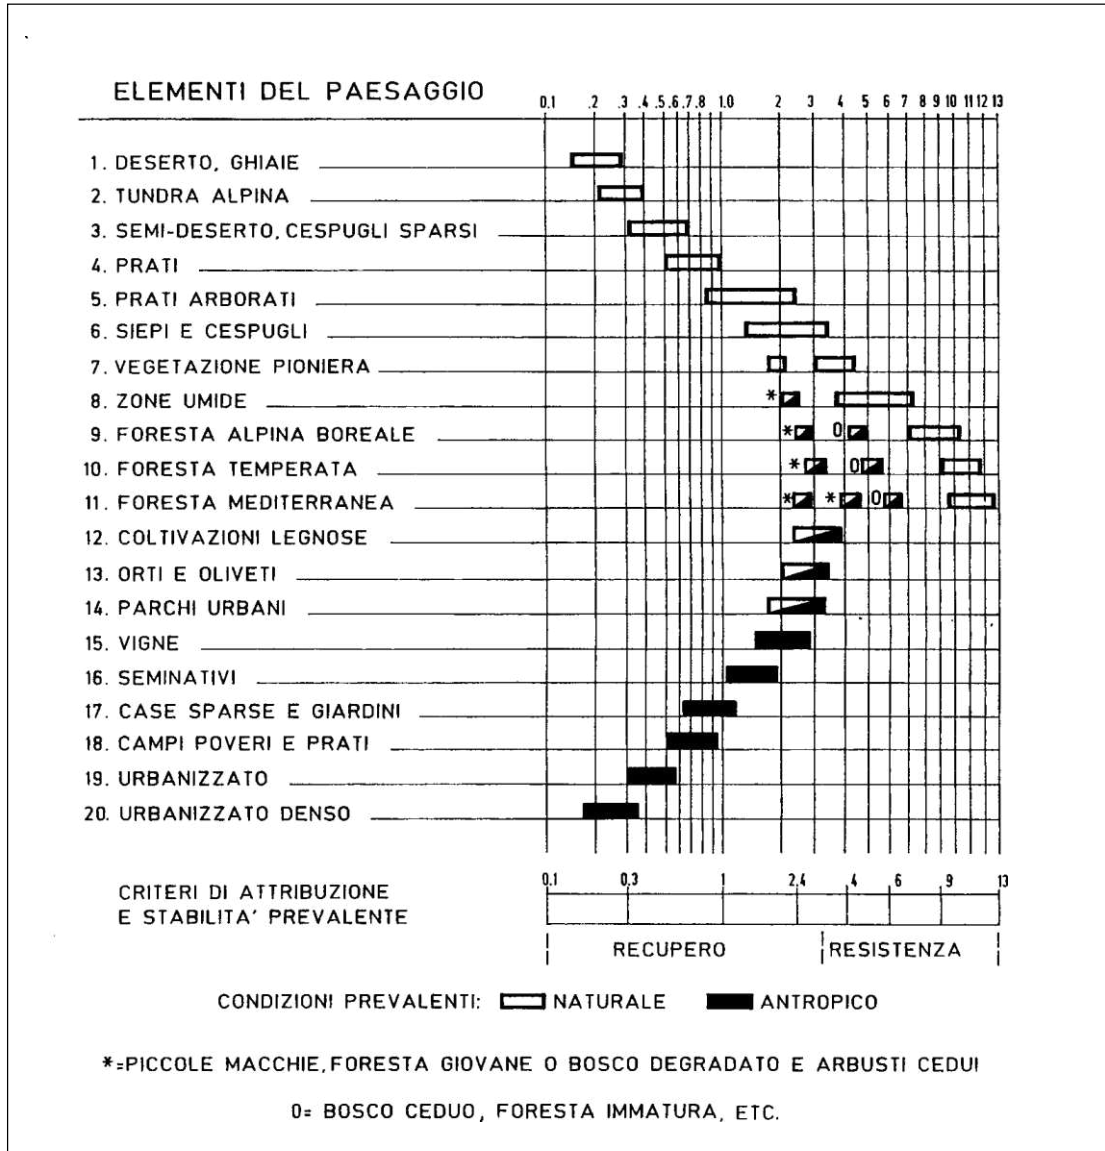 ELEMENTI DEL PAESAGGIO
0.1 .2 .3 .4 .5 .6 .7 .8 1.0 2 3 4 5 6 7 8 9 10 11 12 13
1. DESERTO, GHIAIE
2. TUNDRA ALPINA
3. SEMI-DESERTO, CESPUGLI SPARSI
4. PRATI
5. PRATI ARBORATI
6. SIEPI E CESPUGLI
7. VEGETAZIONE PIONIERA
8. ZONE UMIDE *
9. FORESTA ALPINA BOREALE * 0
10. FORESTA TEMPERATA * 0
11. FORESTA MEDITERRANEA * * 0
12. COLTIVAZIONI LEGNOSE
13. ORTI E OLIVETI
14. PARCHI URBANI
15. VIGNE
16. SEMINATIVI
17. CASE SPARSE E GIARDINI
18. CAMPI POVERI E PRATI
19. URBANIZZATO
20. URBANIZZATO DENSO
CRITERI DI ATTRIBUZIONE
E STABILITA' PREVALENTE
0.1 0.3 1 2.4 4 6 9 13
RECUPERO RESISTENZA
CONDIZIONI PREVALENTI: NATURALE ANTROPICO
*=PICCOLE MACCHIE, FORESTA GIOVANE O BOSCO DEGRADATO E ARBUSTI CEDUI
0= BOSCO CEDUO, FORESTA IMMATURA, ETC.